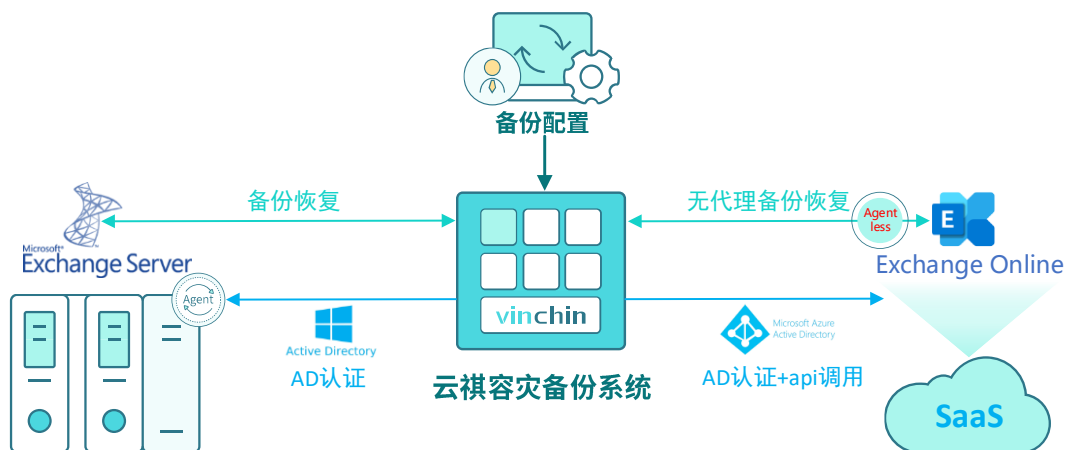 备份配置
备份恢复
无代理备份恢复
Agent
less
E
Microsoft®
Exchange Server
Exchange Online
Agent
vinchin
Active Directory
AD认证
Microsoft Azure
Active Directory
AD认证+api调用
云祺容灾备份系统
SaaS